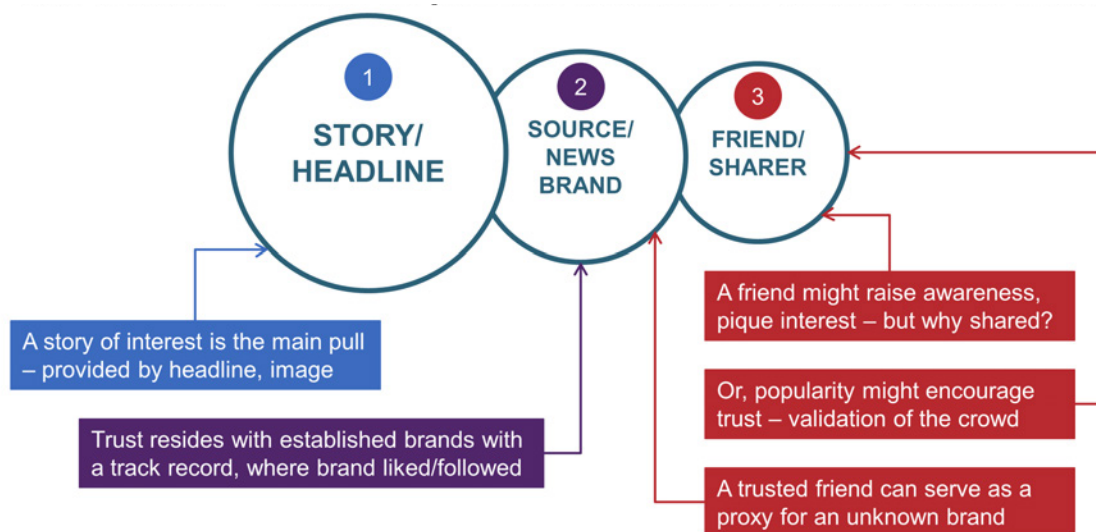 1
STORY/
HEADLINE
2
SOURCE/
NEWS
BRAND
3
FRIEND/
SHARER
A story of interest is the main pull
– provided by headline, image
Trust resides with established brands with
a track record, where brand liked/followed
A friend might raise awareness,
pique interest – but why shared?
Or, popularity might encourage
trust – validation of the crowd
A trusted friend can serve as a
proxy for an unknown brand